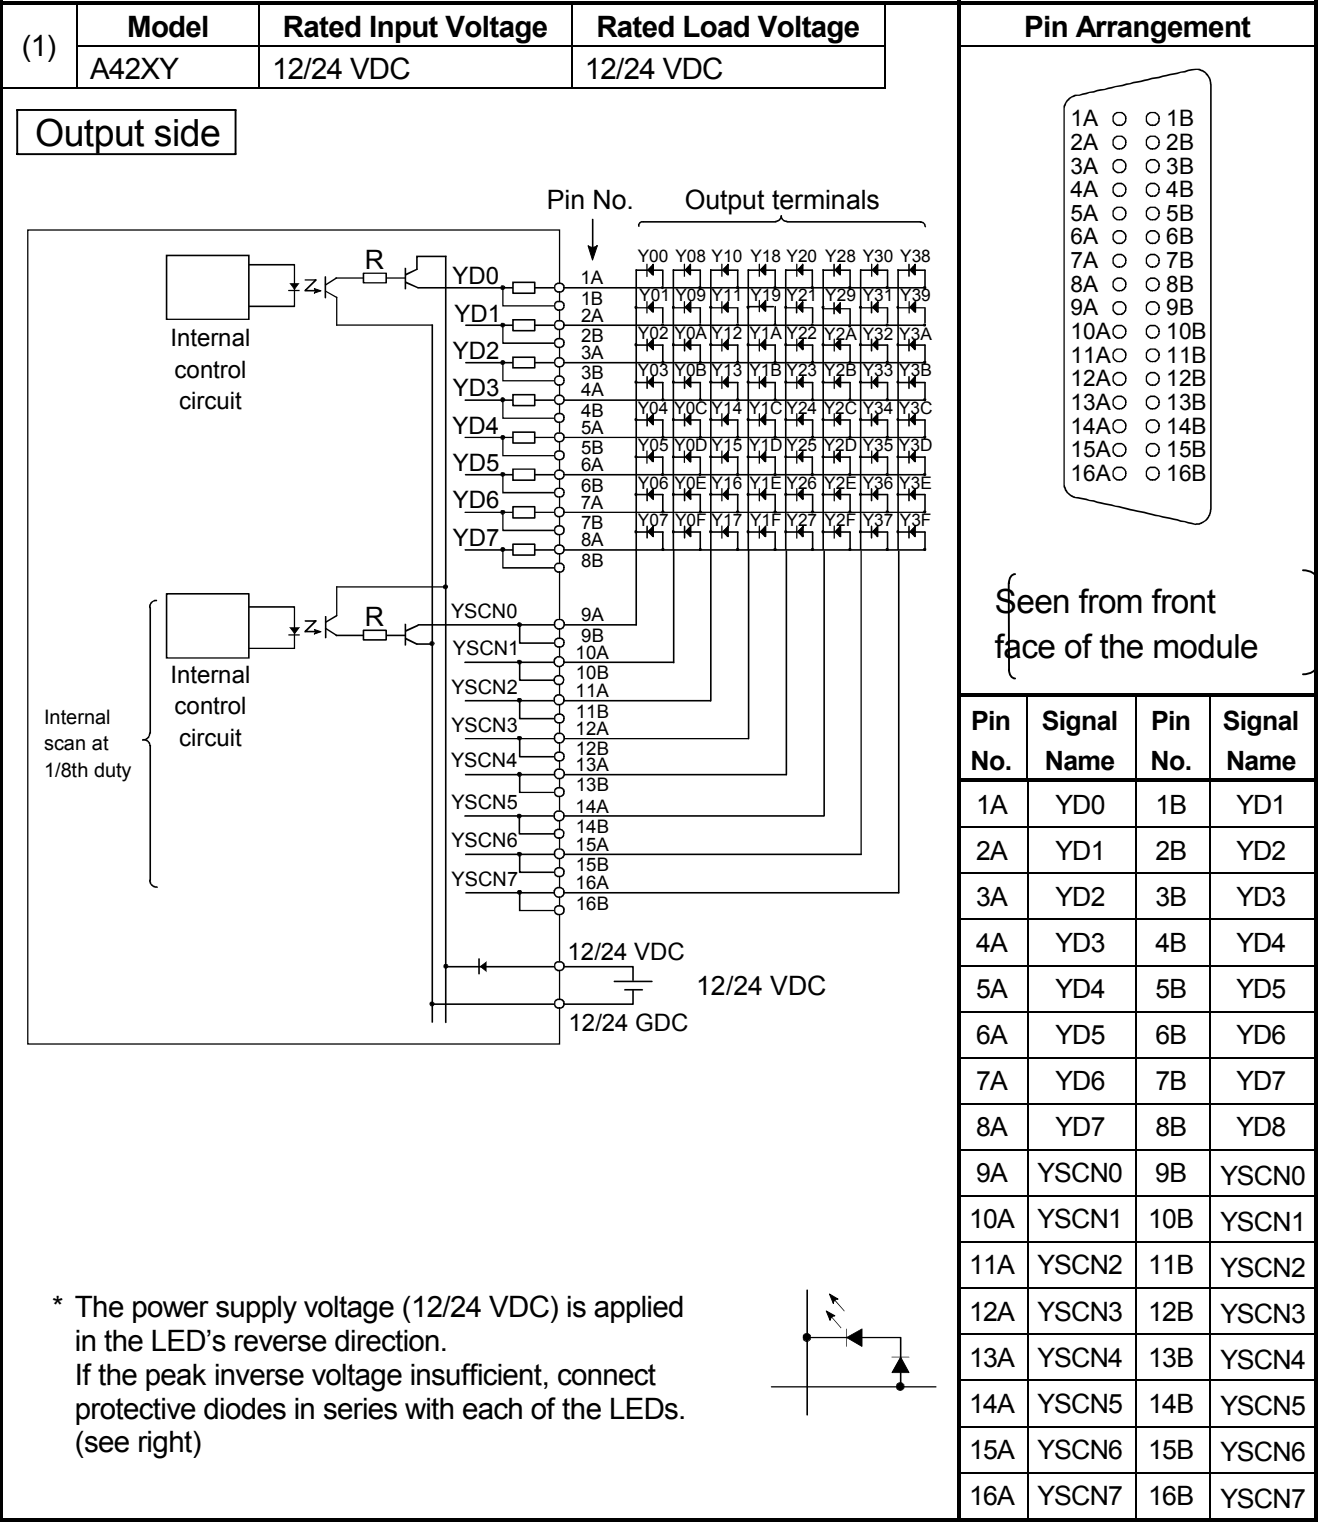 (1)
Model Rated Input Voltage Rated Load Voltage
A42XY 12/24 VDC 12/24 VDC
Output side
Pin No. Output terminals
Y00 Y08 Y10 Y18 Y20 Y28 Y30 Y38
R
YD0 1A
1B
Y01 Y09 Y11 Y19 Y21 Y29 Y31 Y39
YD1 2A
2B
Y02 Y0A Y12 Y1A Y22 Y2A Y32 Y3A
YD2 3A
3B
Y03 Y0B Y13 Y1B Y23 Y2B Y33 Y3B
YD3 4A
4B
Y04 Y0C Y14 Y1C Y24 Y2C Y34 Y3C
YD4 5A
5B
Y05 Y0D Y15 Y1D Y25 Y2D Y35 Y3D
YD5 6A
6B
Y06 Y0E Y16 Y1E Y26 Y2E Y36 Y3E
YD6 7A
7B
Y07 Y0F Y17 Y1F Y27 Y2F Y37 Y3F
YD7 8A
8B
Internal
control
circuit
R
YSCN0 9A
9B
YSCN1 10A
10B
YSCN2 11A
11B
YSCN3 12A
12B
YSCN4 13A
13B
YSCN5 14A
14B
YSCN6 15A
15B
YSCN7 16A
16B
Internal
control
circuit
Internal
scan at
1/8th duty
12/24 VDC
12/24 VDC
12/24 GDC
* The power supply voltage (12/24 VDC) is applied
in the LED's reverse direction.
If the peak inverse voltage insufficient, connect
protective diodes in series with each of the LEDs.
(see right)
Pin Arrangement
1A 1B
2A 2B
3A 3B
4A 4B
5A 5B
6A 6B
7A 7B
8A 8B
9A 9B
10A 10B
11A 11B
12A 12B
13A 13B
14A 14B
15A 15B
16A 16B
Seen from front
face of the module
Pin Signal Pin Signal
No. Name No. Name
1A YD0 1B YD1
2A YD1 2B YD2
3A YD2 3B YD3
4A YD3 4B YD4
5A YD4 5B YD5
6A YD5 6B YD6
7A YD6 7B YD7
8A YD7 8B YD8
9A YSCN0 9B YSCN0
10A YSCN1 10B YSCN1
11A YSCN2 11B YSCN2
12A YSCN3 12B YSCN3
13A YSCN4 13B YSCN4
14A YSCN5 14B YSCN5
15A YSCN6 15B YSCN6
16A YSCN7 16B YSCN7